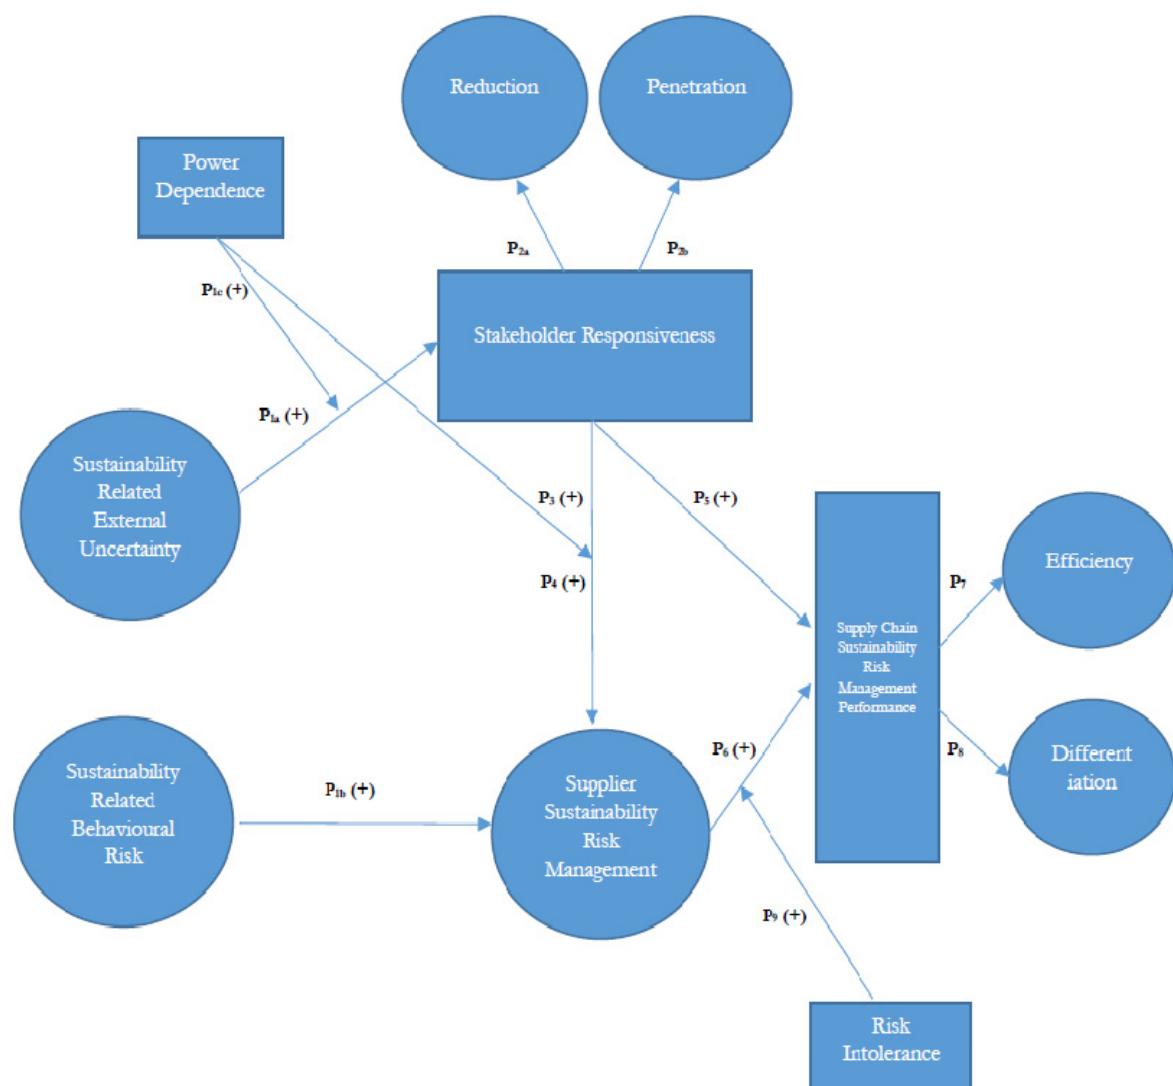 Reduction
Penetration
Power
Dependence
P2a
P2b
P1c (+)
Stakeholder Responsiveness
P1a (+)
Sustainability
Related
External
Uncertainty
P3 (+)
P5 (+)
P4 (+)
Efficiency
P7
Supply Chain
Sustainability
Risk
Management
Performance
P8
Different
iation
P6 (+)
Sustainability
Related
Behavioural
Risk
P1b (+)
Supplier
Sustainability
Risk
Management
P9 (+)
Risk
Intolerance